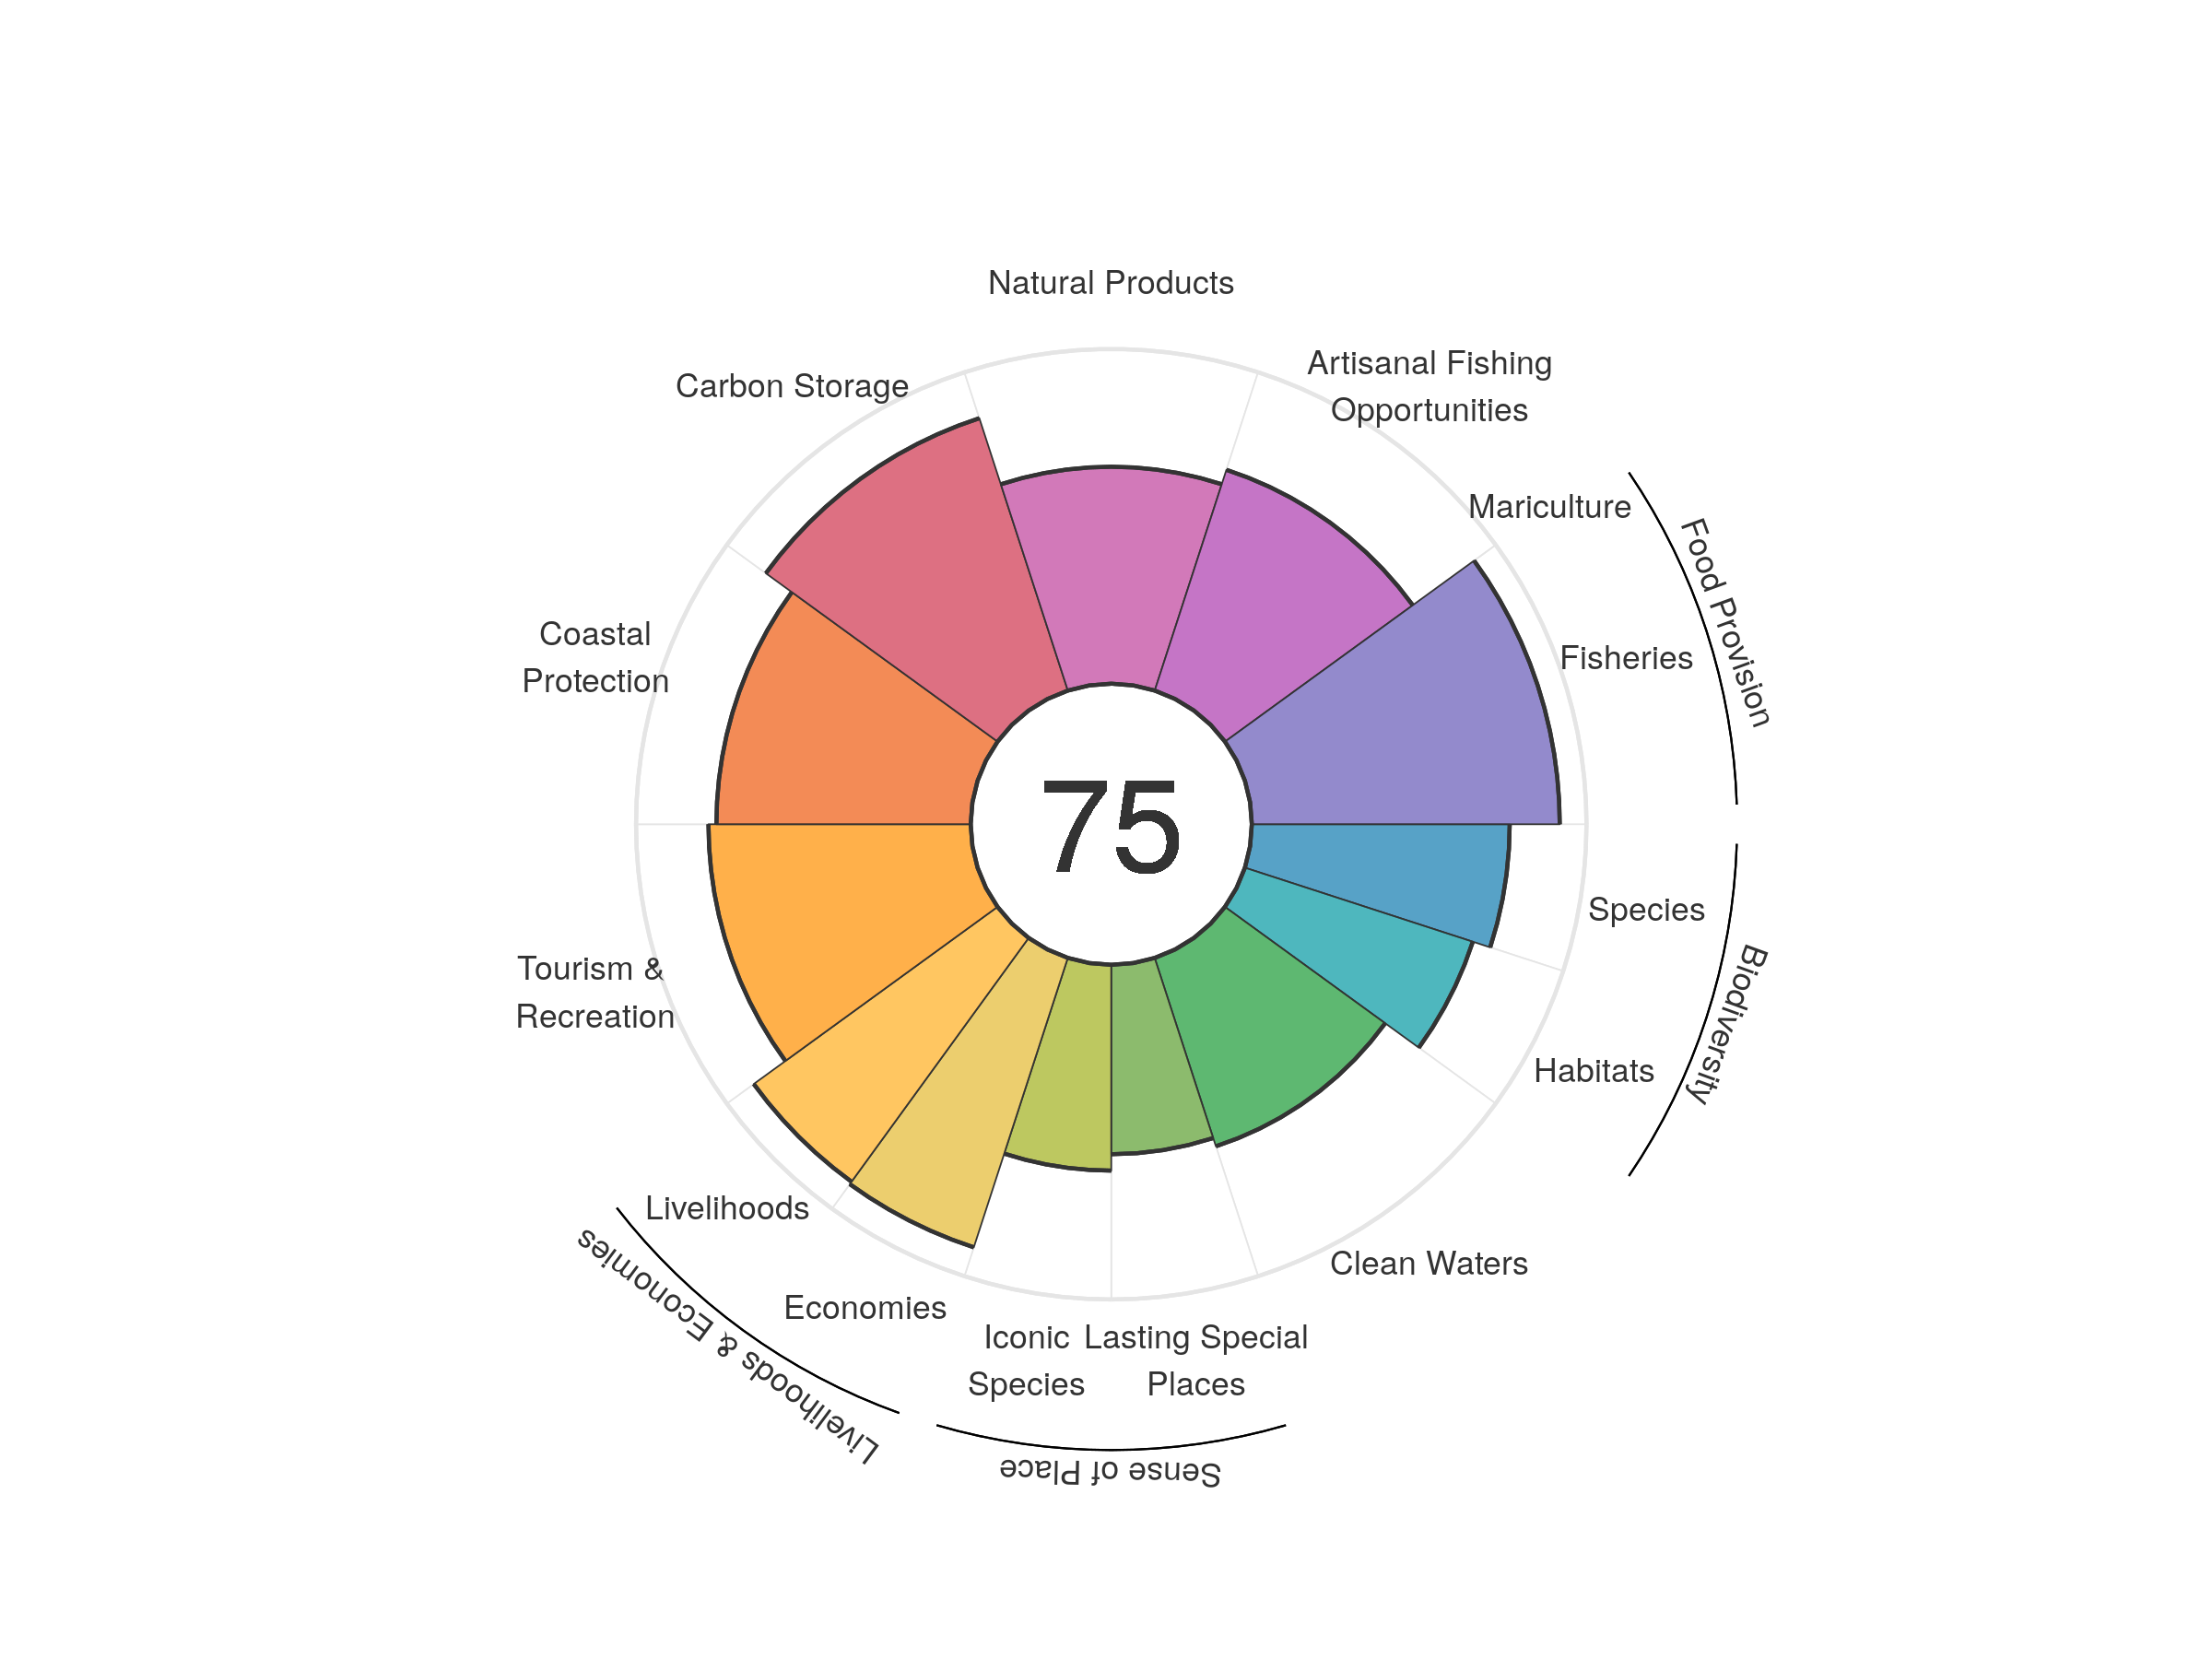 Natural Products
Carbon Storage
Artisanal Fishing
Opportunities
Mariculture
Food Provision
Fisheries
Coastal
Protection
75
Species
Biodiversity
Habitats
Tourism &
Recreation
Livelihoods
Livelihoods & Economies
Economies
Clean Waters
Iconic
Species
Lasting Special
Places
Sense of Place